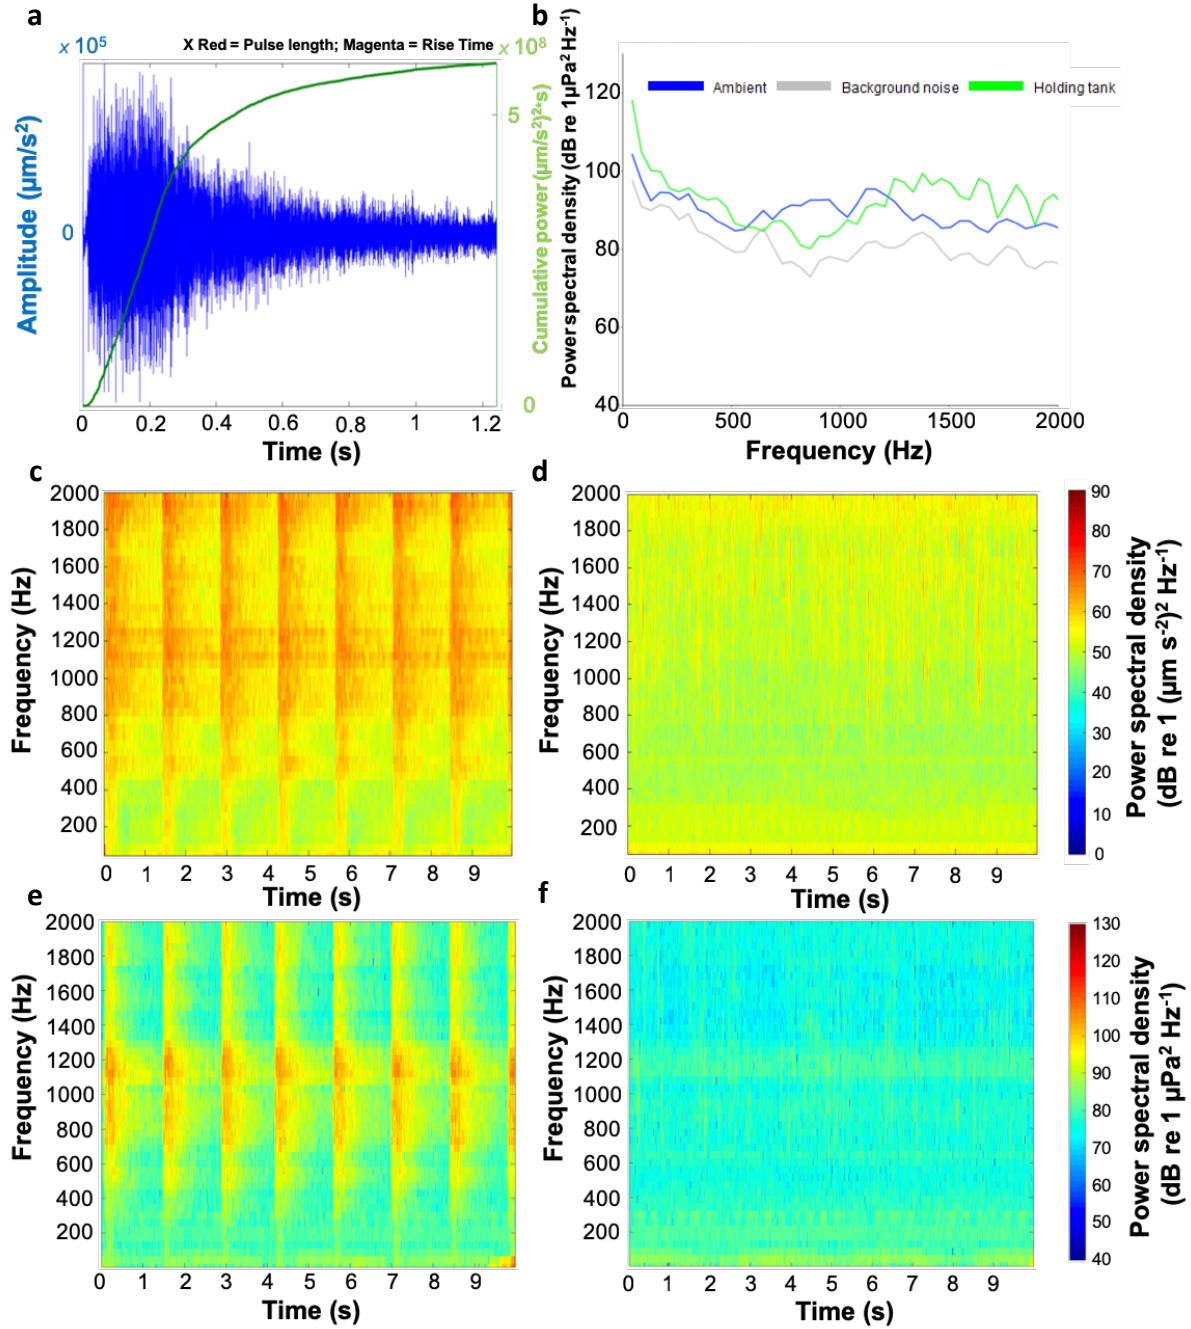 a
x 10⁵
X Red = Pulse length; Magenta = Rise Time
x 10⁸
Amplitude (µm/s²)
0
5
0
Cumulative power (µm/s²)²*s)
0 0.2 0.4 0.6 0.8 1 1.2
Time (s)
b
Power spectral density (dB re 1µPa² Hz⁻¹)
Ambient Background noise Holding tank
120
100
80
60
40
0 500 1000 1500 2000
Frequency (Hz)
c
Frequency (Hz)
2000
1800
1600
1400
1200
1000
800
600
400
200
0 1 2 3 4 5 6 7 8 9
Time (s)
d
Frequency (Hz)
2000
1800
1600
1400
1200
1000
800
600
400
200
0 1 2 3 4 5 6 7 8 9
Time (s)
90
80
70
60
50
40
30
20
10
0
Power spectral density
(dB re 1 (µm s⁻²)² Hz⁻¹)
e
Frequency (Hz)
2000
1800
1600
1400
1200
1000
800
600
400
200
0 1 2 3 4 5 6 7 8 9
Time (s)
f
Frequency (Hz)
2000
1800
1600
1400
1200
1000
800
600
400
200
0 1 2 3 4 5 6 7 8 9
Time (s)
130
120
110
100
90
80
70
60
50
40
Power spectral density
(dB re 1 µPa² Hz⁻¹)